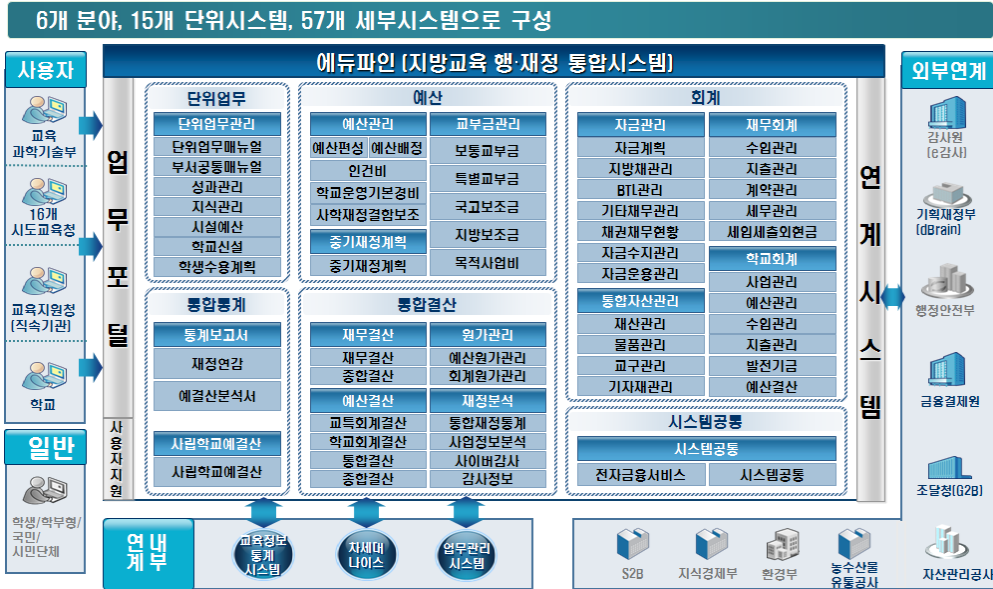 6개 분야, 15개 단위시스템, 57개 세부시스템으로 구성
사용자
교육
과학기술부
16개
시도교육청
교육지원청
(직속기관)
학교
일반
학생/학부형/
국민/
시민단체
에듀파인 (지방교육 행·재정 통합시스템)
업무포털
사용자지원
단위업무
단위업무관리
단위업무매뉴얼
부서공통매뉴얼
성과관리
지식관리
시설예산
학교신설
학생수용계획
예산
예산관리
예산편성 예산배정
인건비
학교운영기본경비
사학재정결함보조
중기재정계획
중기재정계획
교부금관리
보통교부금
특별교부금
국고보조금
지방보조금
목적사업비
회계
자금관리
자금계획
지방채관리
BTL관리
기타채무관리
채권채무현황
자금수지관리
자금운용관리
통합자산관리
재산관리
물품관리
교구관리
기자재관리
재무회계
수입관리
지출관리
계약관리
세무관리
세입세출외현금
학교회계
사업관리
예산관리
수입관리
지출관리
발전기금
예산결산
통합통계
통계보고서
재정연감
예결산분석서
사립학교예결산
사립학교예결산
통합결산
재무결산
재무결산
종합결산
예산결산
교특회계결산
학교회계결산
통합결산
종합결산
원가관리
예산원가관리
회계원가관리
재정분석
통합재정통계
사업정보분석
사이버감사
감사정보
시스템공통
시스템공통
전자금융서비스
시스템공통
연계시스템
외부연계
감사원
(e감사)
기획재정부
(dBrain)
행정안전부
금융결제원
조달청(G2B)
자산관리공사
연계
내부
교육정보
통계
시스템
차세대
나이스
업무관리
시스템
S2B
지식경제부
환경부
농수산물
유통공사